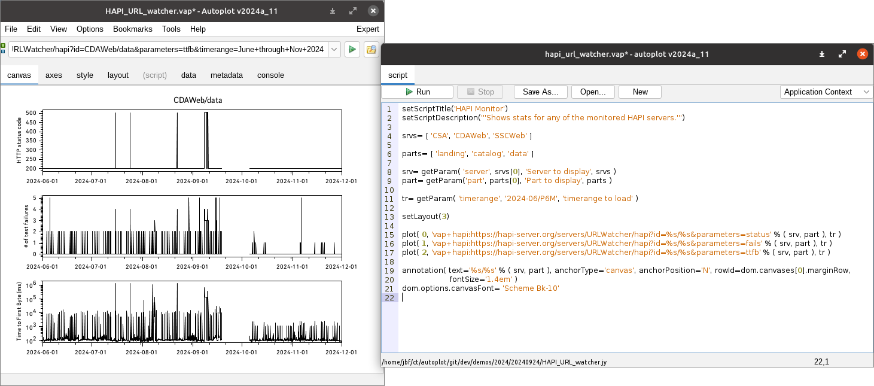 HAPI_URL_watcher.vap* - Autoplot v2024a_11
File Edit View Options Bookmarks Tools Help Expert
!RLWatcher/hapi?id=CDAWeb/data&parameters=ttfb&timerange=June+through+Nov+2024
canvas axes style layout (script) data metadata console
CDAWeb/data
HTTP status code
500
450
400
350
300
250
200
2024-06-01 2024-07-01 2024-08-01 2024-09-01 2024-10-01 2024-11-01 2024-12-01
# of test failures
5
4
3
2
1
0
2024-06-01 2024-07-01 2024-08-01 2024-09-01 2024-10-01 2024-11-01 2024-12-01
Time to First Byte (ms)
10^6
10^5
10^4
10^3
10^2
2024-06-01 2024-07-01 2024-08-01 2024-09-01 2024-10-01 2024-11-01 2024-12-01
hapi_url_watcher.vap* - autoplot v2024a_11
script
Run Stop Save As... Open... New Application Context
1 setScriptTitle('HAPI Monitor')
2 setScriptDescription('''Shows stats for any of the monitored HAPI servers.''')
3
4 srvs= [ 'CSA', 'CDAWeb', 'SSCWeb' ]
5
6 parts= [ 'landing', 'catalog', 'data' ]
7
8 srv= getParam( 'server', srvs[0], 'Server to display', srvs )
9 part= getParam('part', parts[0], 'Part to display', parts )
10
11 tr= getParam( 'timerange', '2024-06/P6M', 'timerange to load' )
12
13 setLayout(3)
14
15 plot( 0, 'vap+hapi:https://hapi-server.org/servers/URLWatcher/hapi?id=%s/%s&parameters=status' % ( srv, part ), tr )
16 plot( 1, 'vap+hapi:https://hapi-server.org/servers/URLWatcher/hapi?id=%s/%s&parameters=fails' % ( srv, part ), tr )
17 plot( 2, 'vap+hapi:https://hapi-server.org/servers/URLWatcher/hapi?id=%s/%s&parameters=ttfb' % ( srv, part ), tr )
18
19 annotation( text='%s/%s' % ( srv, part ), anchorType='canvas', anchorPosition='N', rowId=dom.canvases[0].marginRow,
20 fontSize='1.4em' )
21 dom.options.canvasFont= 'Scheme Bk-10'
22
/home/jbf/ct/autoplot/git/dev/demos/2024/20240924/HAPI_URL_watcher.jy 22,1